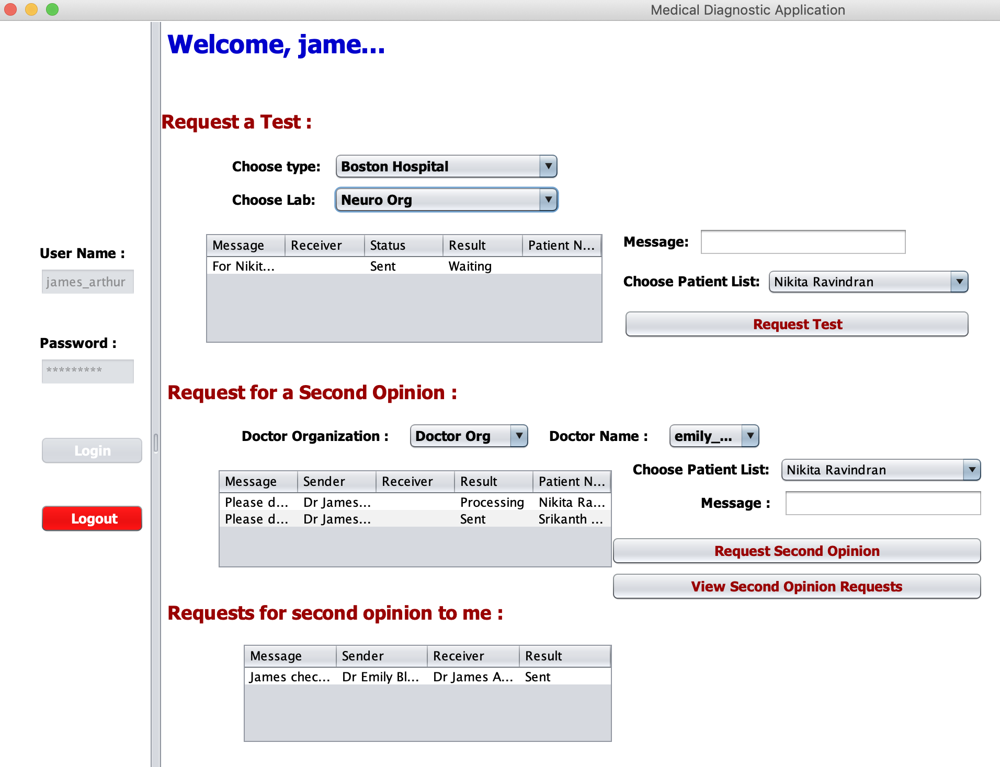 Medical Diagnostic Application
Welcome, jame...
Request a Test :
Choose type: Boston Hospital
Choose Lab: Neuro Org
Message Receiver Status Result Patient N...
For Nikit... Sent Waiting
Message:
Choose Patient List: Nikita Ravindran
Request Test
User Name :
james_arthur
Password :
*********
Login
Logout
Request for a Second Opinion :
Doctor Organization : Doctor Org Doctor Name : emily_...
Message Sender Receiver Result Patient N...
Please d... Dr James... Processing Nikita Ra...
Please d... Dr James... Sent Srikanth ...
Choose Patient List: Nikita Ravindran
Message :
Request Second Opinion
View Second Opinion Requests
Requests for second opinion to me :
Message Sender Receiver Result
James chec... Dr Emily Bl... Dr James A... Sent